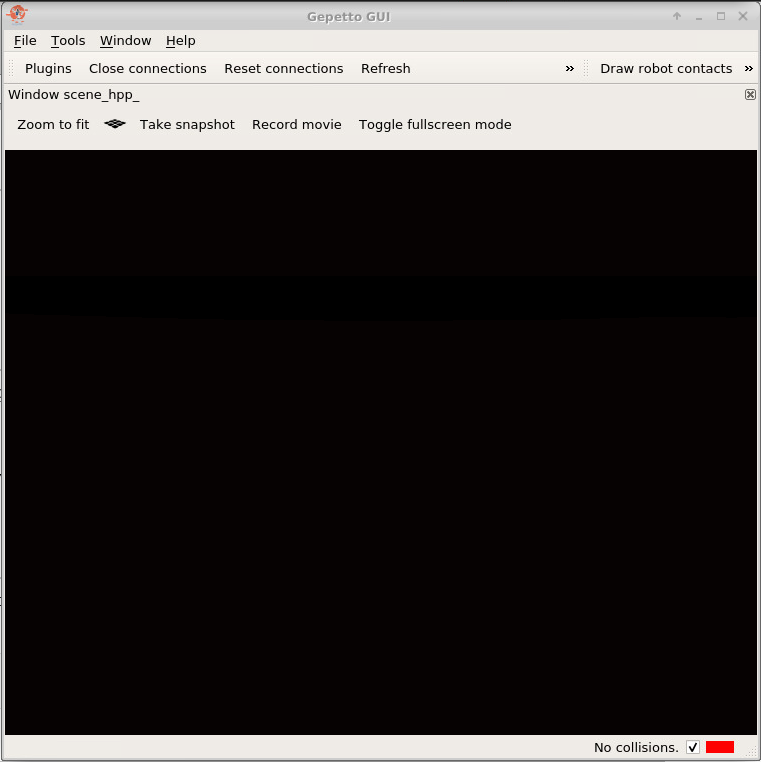 Gepetto GUI
File Tools Window Help
Plugins Close connections Reset connections Refresh » Draw robot contacts »
Window scene_hpp_
Zoom to fit Take snapshot Record movie Toggle fullscreen mode
No collisions.